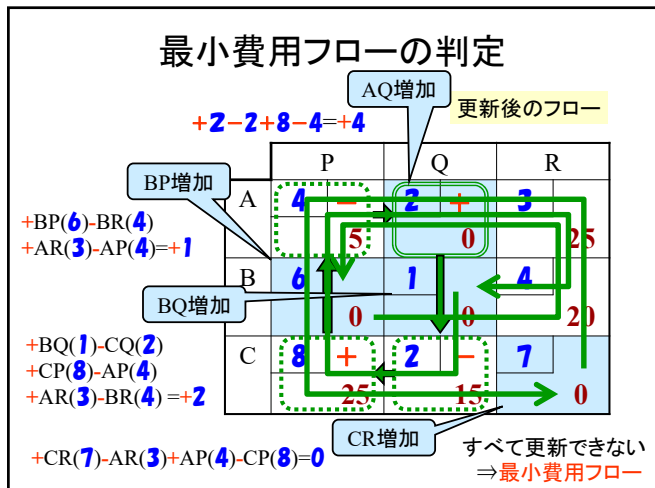 最小費用フローの判定
AQ増加
更新後のフロー
+2-2+8-4=+4
P Q R
BP増加
A 4 - 2 + 3
5 0 25
+BP(6)-BR(4)
+AR(3)-AP(4)=+1
B 6 1 4
BQ増加
0 0 20
+BQ(1)-CQ(2)
+CP(8)-AP(4)
+AR(3)-BR(4) =+2
C 8 + 2 - 7
25 15 0
CR増加
+CR(7)-AR(3)+AP(4)-CP(8)=0
すべて更新できない
⇒最小費用フロー